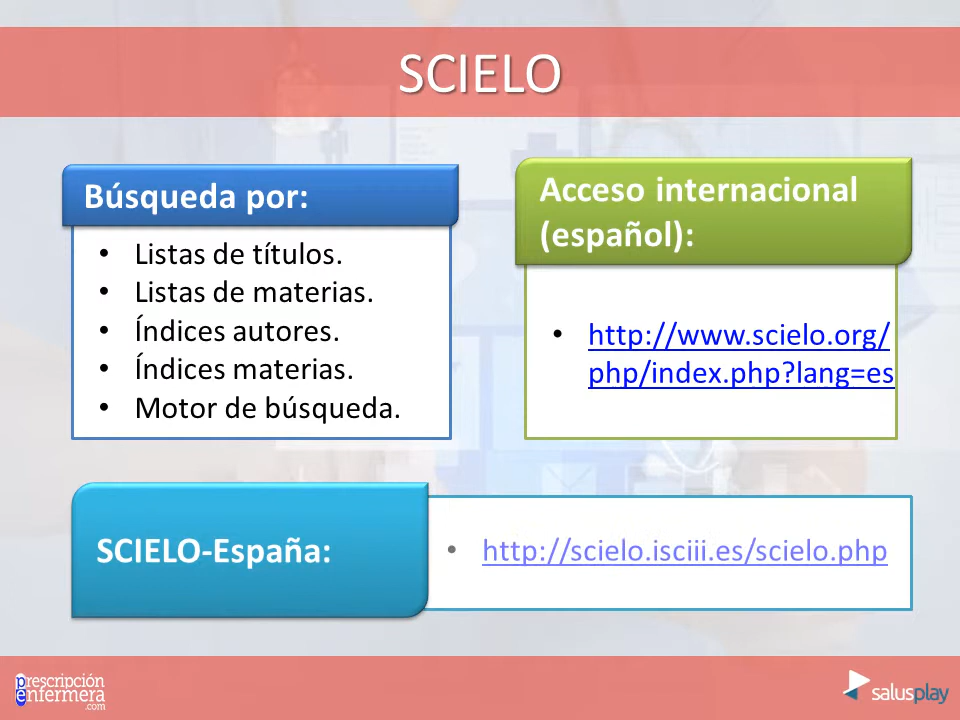 SCIELO
Búsqueda por:
• Listas de títulos.
• Listas de materias.
• Índices autores.
• Índices materias.
• Motor de búsqueda.
Acceso internacional
(español):
• http://www.scielo.org/
php/index.php?lang=es
SCIELO-España:
• http://scielo.isciii.es/scielo.php
prescripción
enfermera
.com
salusplay